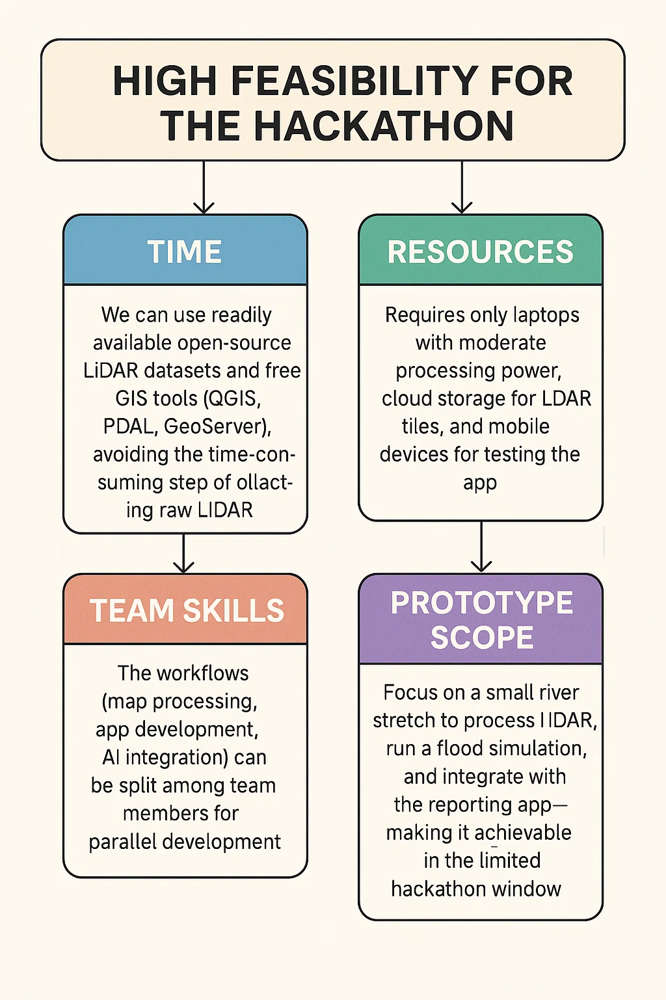 HIGH FEASIBILITY FOR
THE HACKATHON
TIME
We can use readily
available open-source
LiDAR datasets and free
GIS tools (QGIS,
PDAL, GeoServer),
avoiding the time-con-
suming step of ollact-
ing raw LIDAR
RESOURCES
Requires only laptops
with moderate
processing power,
cloud storage for LDAR
tiles, and mobile
devices for testing the
app
TEAM SKILLS
The workflows
(map processing,
app development,
AI integration) can
be split among team
members for
parallel development
PROTOTYPE
SCOPE
Focus on a small river
stretch to process
run a flood simulation,
and integrate with
the reporting app—
making it achievable
in the limited
hackathon window